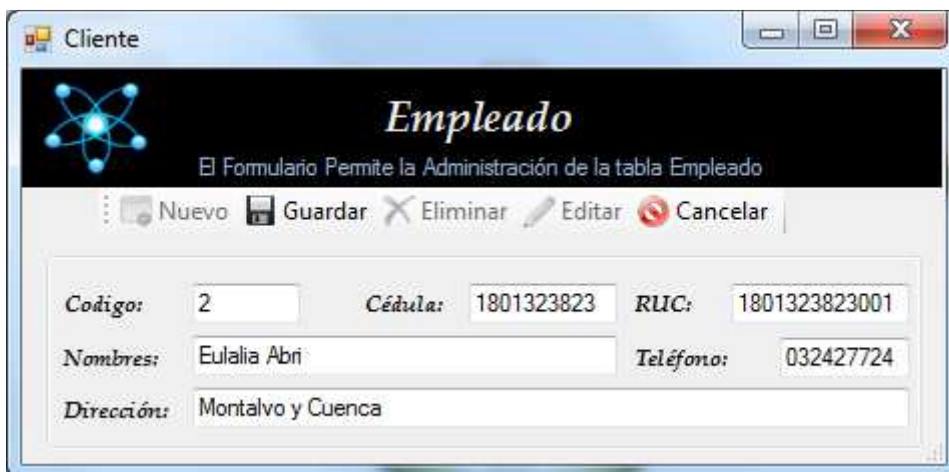 Cliente
Empleado
El Formulario Permite la Administración de la tabla Empleado
Nuevo Guardar Eliminar Editar Cancelar
Codigo: 2 Cédula: 1801323823 RUC: 1801323823001
Nombres: Eulalia Abri Teléfono: 032427724
Dirección: Montalvo y Cuenca